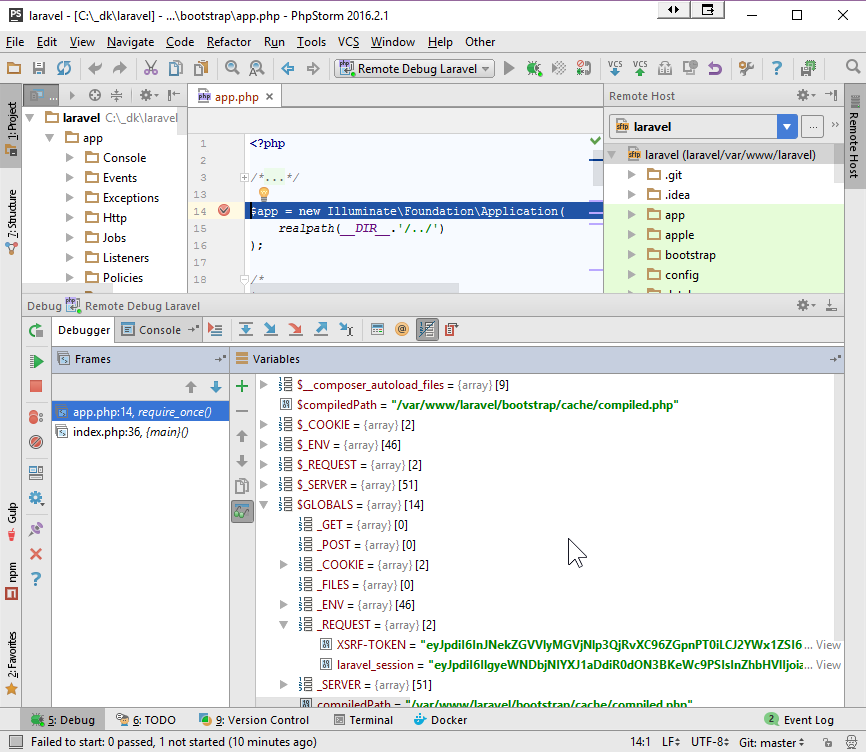 PS laravel - [C:\_dk\laravel] - ...\bootstrap\app.php - PhpStorm 2016.2.1
File Edit View Navigate Code Refactor Run Tools VCS Window Help Other
Remote Debug Laravel VCS VCS
... app.php Remote Host
1: Project
7: Structure
Gulp
npm
2: Favorites
laravel C:\_dk\laravel
app
Console
Events
Exceptions
Http
Jobs
Listeners
Policies
1 <?php
2
3 /*...*/
13
14 $app = new Illuminate\Foundation\Application(
15 realpath(__DIR__.'/../')
16 );
17
18 /*
laravel ...
laravel (laravel/var/www/laravel)
.git
.idea
app
apple
bootstrap
config
Remote Host
Debug Remote Debug Laravel
Debugger Console
Frames
app.php:14, require_once()
index.php:36, {main}()
Variables
$__composer_autoload_files = {array} [9]
$compiledPath = "/var/www/laravel/bootstrap/cache/compiled.php"
$_COOKIE = {array} [2]
$_ENV = {array} [46]
$_REQUEST = {array} [2]
$_SERVER = {array} [51]
$GLOBALS = {array} [14]
_GET = {array} [0]
_POST = {array} [0]
_COOKIE = {array} [2]
_FILES = {array} [0]
_ENV = {array} [46]
_REQUEST = {array} [2]
XSRF-TOKEN = ... View
laravel_session = ... View
_SERVER = {array} [51]
compiledPath = "/var/www/laravel/bootstrap/cache/compiled.php"
5: Debug 6: TODO 9: Version Control Terminal Docker 2 Event Log
Failed to start: 0 passed, 1 not started (10 minutes ago) 14:1 LF UTF-8 Git: master